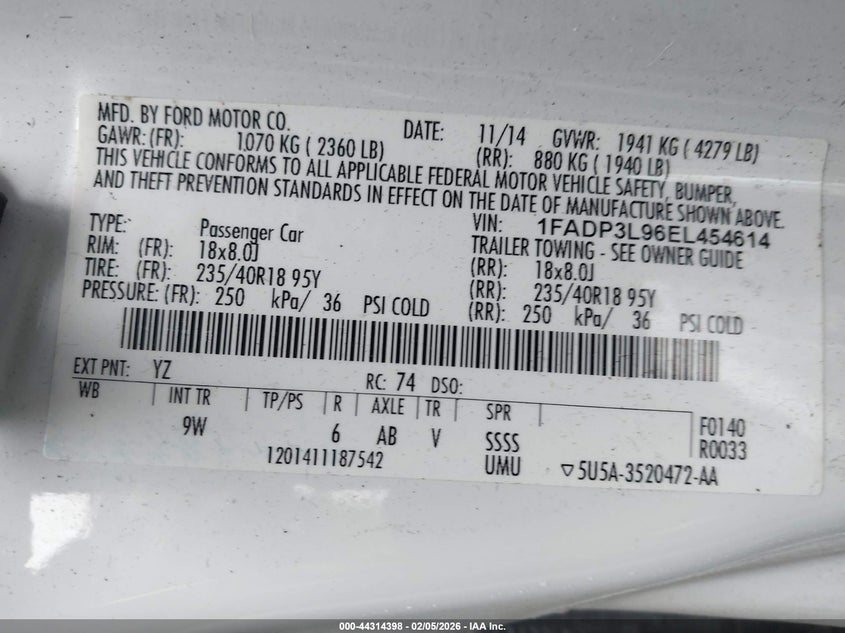 MFD. BY FORD MOTOR CO. DATE: 11/14 GVWR: 1941 KG ( 4279 LB)
GAWR: (FR): 1070 KG ( 2360 LB) (RR): 880 KG ( 1940 LB)
THIS VEHICLE CONFORMS TO ALL APPLICABLE FEDERAL MOTOR VEHICLE SAFETY, BUMPER,
AND THEFT PREVENTION STANDARDS IN EFFECT ON THE DATE OF MANUFACTURE SHOWN ABOVE.
TYPE: Passenger Car VIN: 1FADP3L96EL454614
TRAILER TOWING - SEE OWNER GUIDE
RIM: (FR): 18x8.0J (RR): 18x8.0J
TIRE: (FR): 235/40R18 95Y (RR): 235/40R18 95Y
PRESSURE: (FR): 250 kPa/ 36 PSI COLD (RR): 250 kPa/ 36 PSI COLD
EXT PNT: YZ RC: 74 DSO:
WB INT TR TP/PS R AXLE TR SPR F0140
9W 6 AB V SSSS R0033
1201411187542 UMU ▽5U5A-3520472-AA
000-44314398 - 02/05/2026 - IAA Inc.